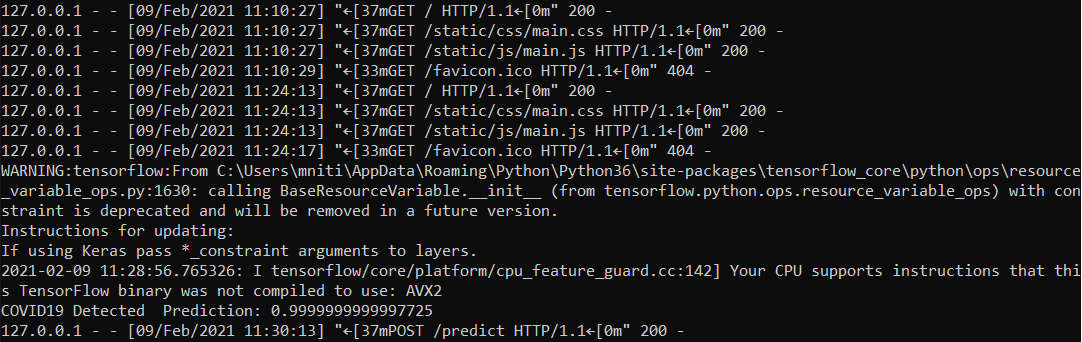 127.0.0.1 - - [09/Feb/2021 11:10:27] "←[37mGET / HTTP/1.1←[0m" 200 -
127.0.0.1 - - [09/Feb/2021 11:10:27] "←[37mGET /static/css/main.css HTTP/1.1←[0m" 200 -
127.0.0.1 - - [09/Feb/2021 11:10:27] "←[37mGET /static/js/main.js HTTP/1.1←[0m" 200 -
127.0.0.1 - - [09/Feb/2021 11:10:29] "←[33mGET /favicon.ico HTTP/1.1←[0m" 404 -
127.0.0.1 - - [09/Feb/2021 11:24:13] "←[37mGET / HTTP/1.1←[0m" 200 -
127.0.0.1 - - [09/Feb/2021 11:24:13] "←[37mGET /static/css/main.css HTTP/1.1←[0m" 200 -
127.0.0.1 - - [09/Feb/2021 11:24:13] "←[37mGET /static/js/main.js HTTP/1.1←[0m" 200 -
127.0.0.1 - - [09/Feb/2021 11:24:17] "←[33mGET /favicon.ico HTTP/1.1←[0m" 404 -
WARNING:tensorflow:From C:\Users\mniti\AppData\Roaming\Python\Python36\site-packages\tensorflow_core\python\ops\resource
_variable_ops.py:1630: calling BaseResourceVariable.__init__ (from tensorflow.python.ops.resource_variable_ops) with con
straint is deprecated and will be removed in a future version.
Instructions for updating:
If using Keras pass *_constraint arguments to layers.
2021-02-09 11:28:56.765326: I tensorflow/core/platform/cpu_feature_guard.cc:142] Your CPU supports instructions that thi
s TensorFlow binary was not compiled to use: AVX2
COVID19 Detected  Prediction: 0.9999999999997725
127.0.0.1 - - [09/Feb/2021 11:30:13] "←[37mPOST /predict HTTP/1.1←[0m" 200 -